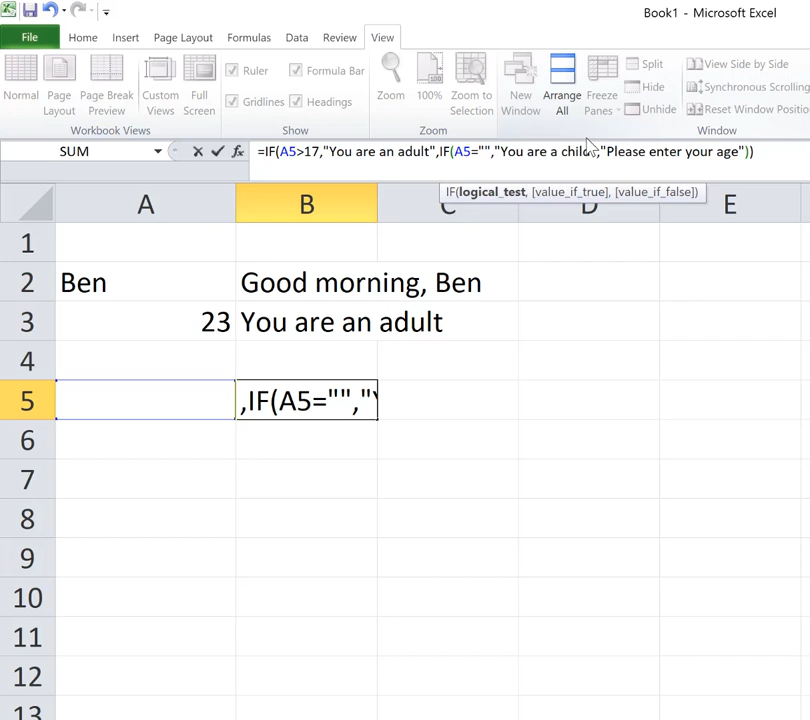 Book1 - Microsoft Excel
File Home Insert Page Layout Formulas Data Review View
Normal Page Layout Page Break Preview Custom Views Full Screen
Ruler Formula Bar
Gridlines Headings
Zoom 100% Zoom to Selection
New Window Arrange All Freeze Panes
Split
Hide
Unhide
View Side by Side
Synchronous Scrolling
Reset Window Positio
Workbook Views Show Zoom Window
SUM fx =IF(A5>17,"You are an adult",IF(A5="","You are a child","Please enter your age"))
IF(logical_test, [value_if_true], [value_if_false])
A B C D E
1
2 Ben Good morning, Ben
3 23 You are an adult
4
5 ,IF(A5="","Y
6
7
8
9
10
11
12
13